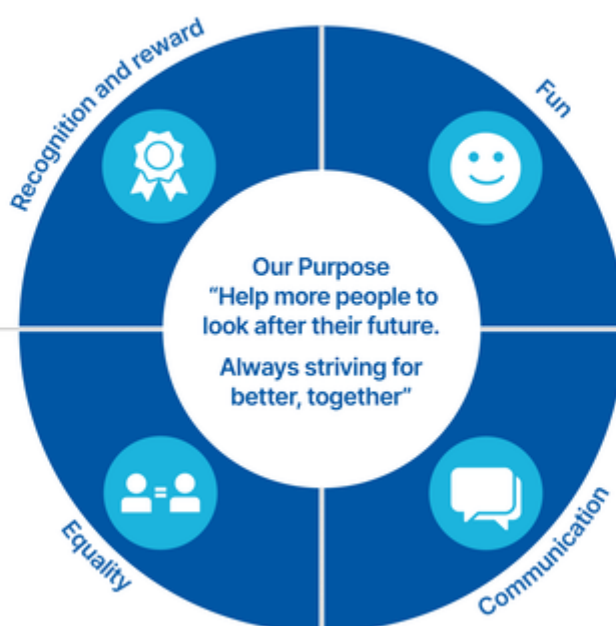 Recognition and reward
Fun
Our Purpose
“Help more people to
look after their future.
Always striving for
better, together”
Equality
Communication